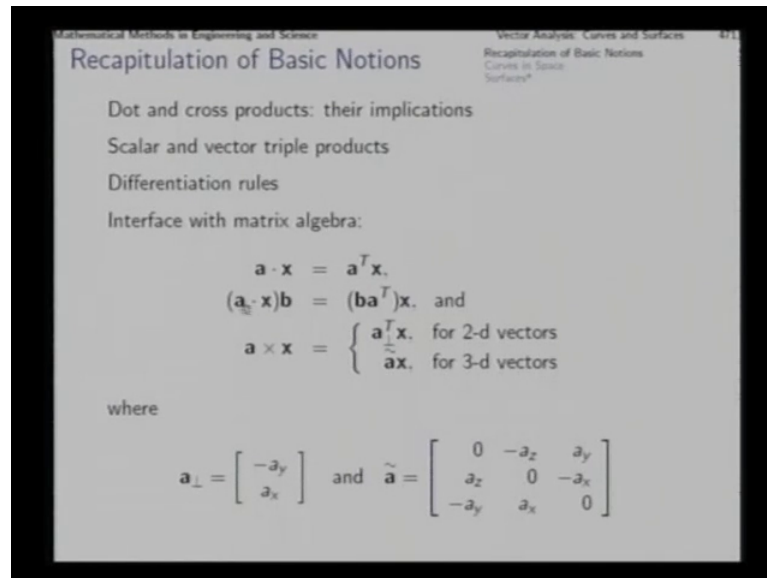 Mathematical Methods in Engineering and Science Vector Analysis: Curves and Surfaces 471,
Recapitulation of Basic Notions
Recapitulation of Basic Notions
Curves in Space
Surfaces*
Dot and cross products: their implications
Scalar and vector triple products
Differentiation rules
Interface with matrix algebra:
a · x = aᵀx,
(a · x)b = (baᵀ)x, and
a × x = { a⊥ᵀx, for 2-d vectors
ãx, for 3-d vectors
where
a⊥ = [ −a_y a_x ] and ã = [ 0 −a_z a_y
a_z 0 −a_x
−a_y a_x 0 ]